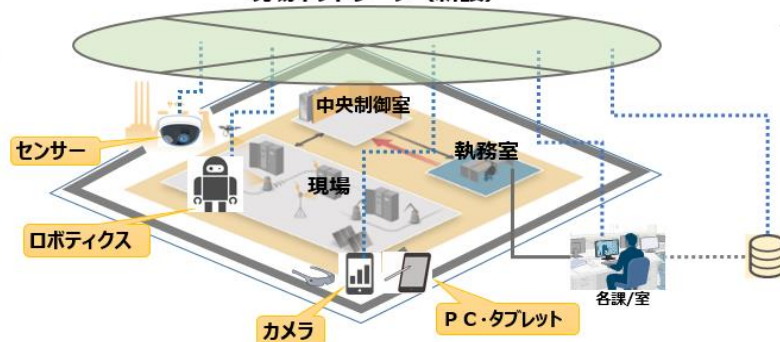 中央制御室
センサー
執務室
現場
ロボティクス
各課/室
カメラ
ＰＣ・タブレット